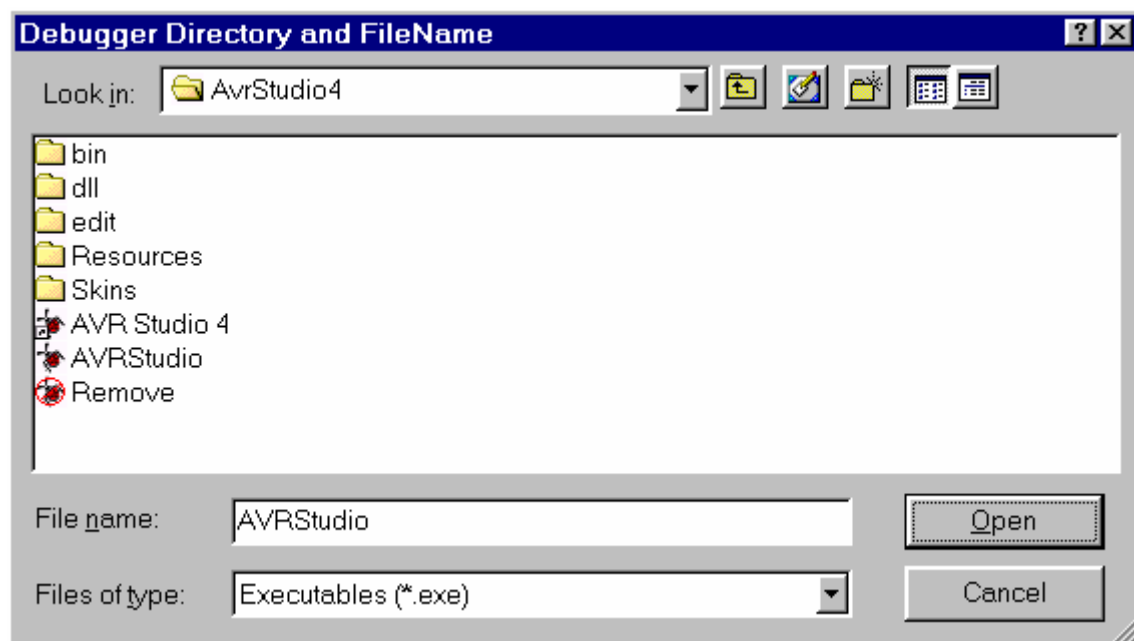 Debugger Directory and FileName
Look in: AvrStudio4
bin
dll
edit
Resources
Skins
AVR Studio 4
AVRStudio
Remove
File name: AVRStudio Open
Files of type: Executables (*.exe) Cancel